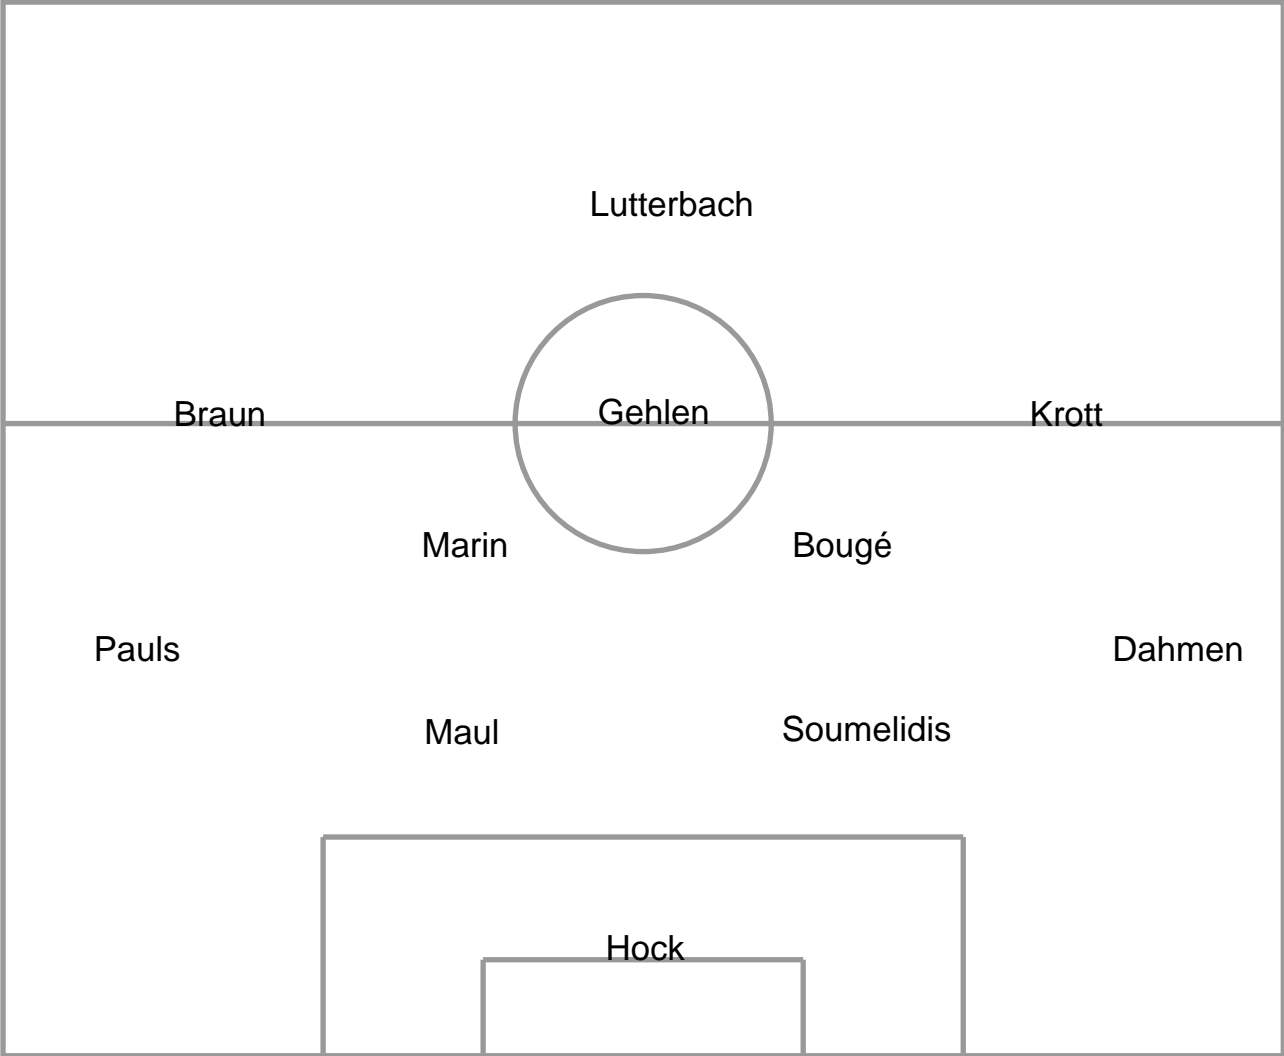 Lutterbach
Braun
Gehlen
Krott
Marin
Bougé
Pauls
Dahmen
Maul
Soumelidis
Hock